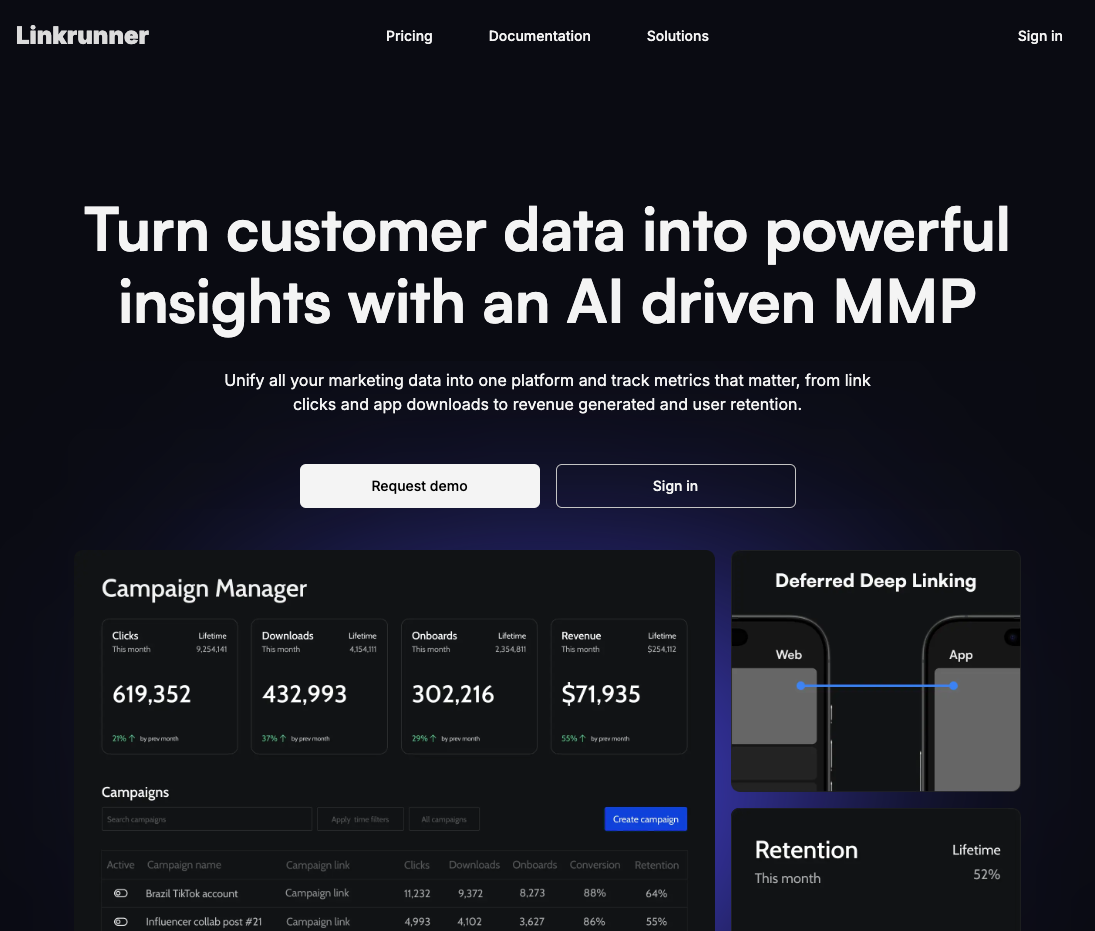 Linkrunner
Pricing Documentation Solutions Sign in
Turn customer data into powerful
insights with an AI driven MMP
Unify all your marketing data into one platform and track metrics that matter, from link
clicks and app downloads to revenue generated and user retention.
Request demo Sign in
Campaign Manager
Clicks Lifetime
This month 9,254,141
619,352
21% ↑ by prev month
Downloads Lifetime
This month 4,154,111
432,993
37% ↑ by prev month
Onboards Lifetime
This month 2,354,811
302,216
29% ↑ by prev month
Revenue Lifetime
This month $254,112
$71,935
55% ↑ by prev month
Campaigns
Search campaigns Apply time filters All campaigns Create campaign
Active Campaign name Campaign link Clicks Downloads Onboards Conversion Retention
Brazil TikTok account Campaign link 11,232 9,372 8,273 88% 64%
Influencer collab post #21 Campaign link 4,993 4,102 3,627 86% 55%
Deferred Deep Linking
Web App
Retention Lifetime
This month 52%